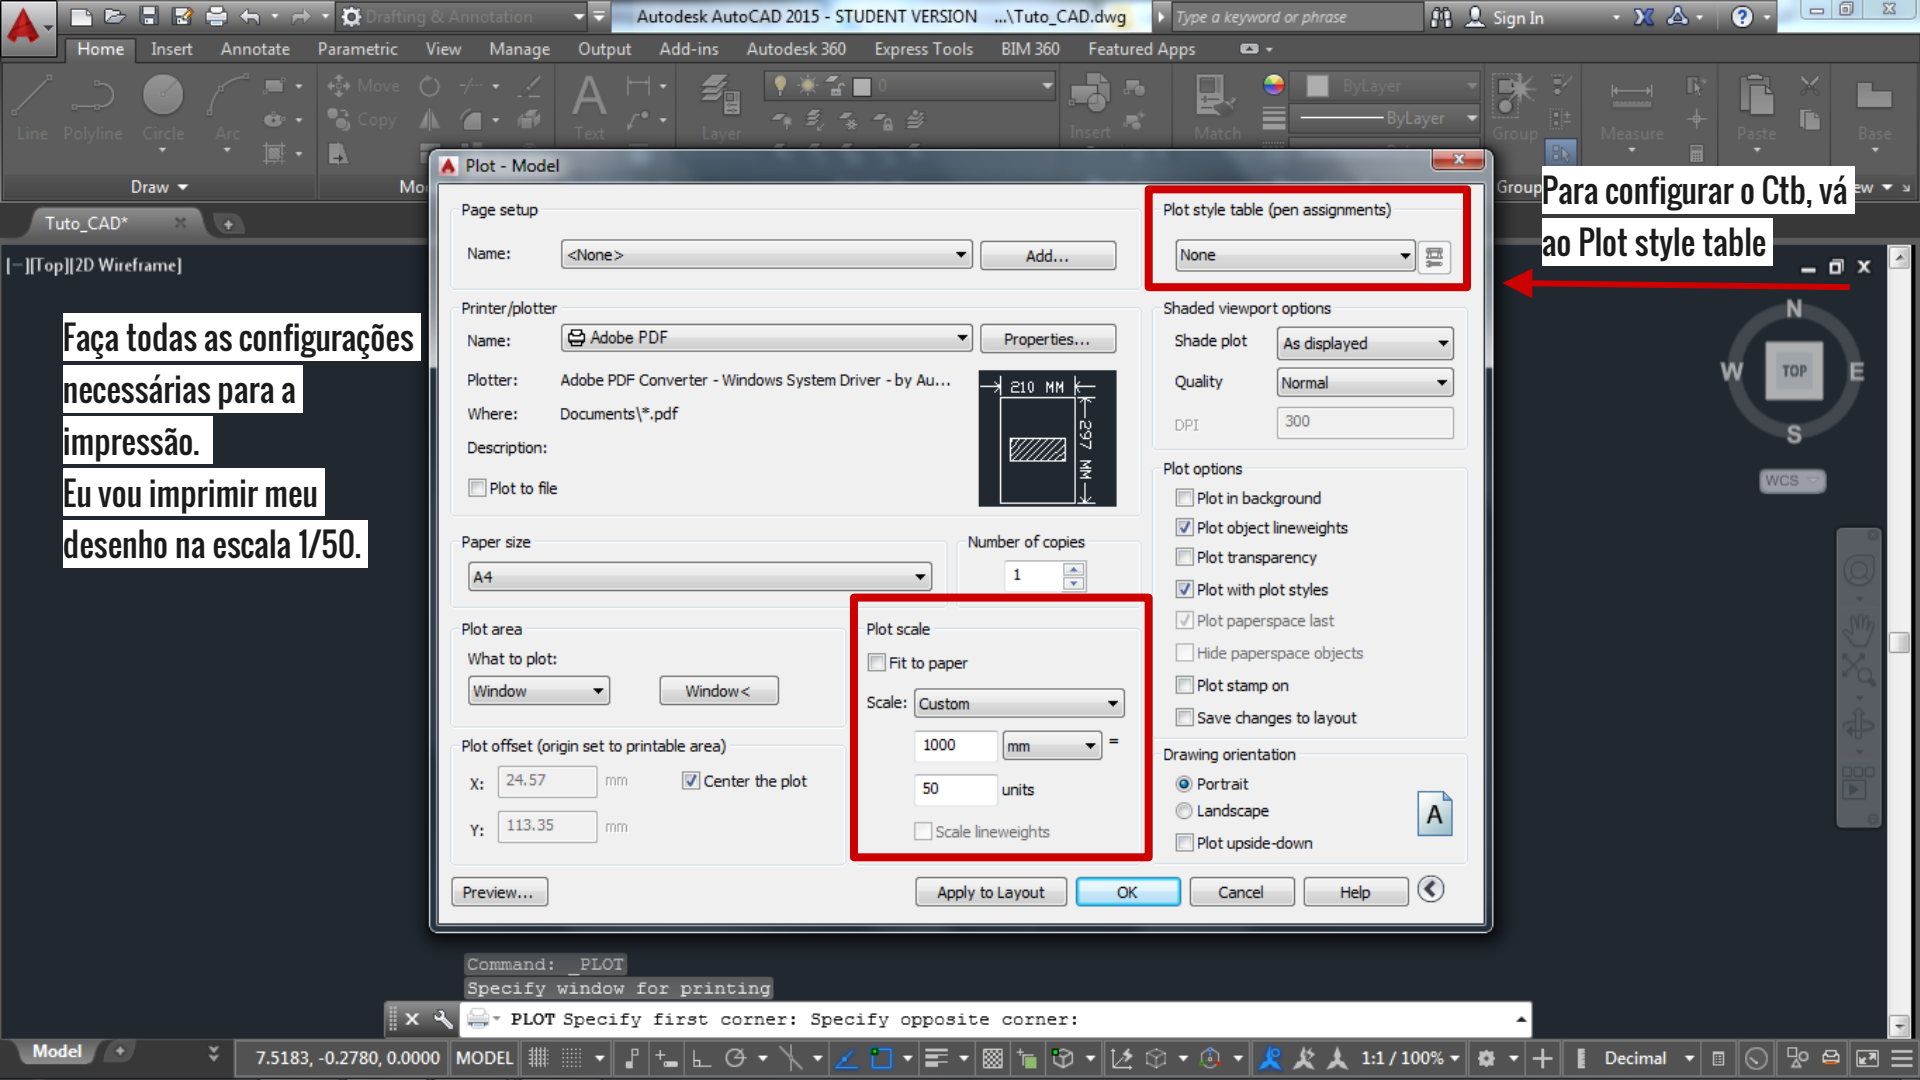 Drafting & Annotation
Autodesk AutoCAD 2015 - STUDENT VERSION ...\Tuto_CAD.dwg
Type a keyword or phrase
Sign In
Home Insert Annotate Parametric View Manage Output Add-ins Autodesk 360 Express Tools BIM 360 Featured Apps
Move
0
ByLayer
Copy
ByLayer
Line Polyline Circle Arc
Text
Layer
Insert
Match
Group
Measure
Paste
Base
Draw
Mo
Group
ew
Tuto_CAD*
[−][Top][2D Wireframe]
Para configurar o Ctb, vá
ao Plot style table
Faça todas as configurações
necessárias para a
impressão.
Eu vou imprimir meu
desenho na escala 1/50.
Plot - Model
Page setup
Name: <None> Add...
Printer/plotter
Name: Adobe PDF Properties...
Plotter: Adobe PDF Converter - Windows System Driver - by Au...
Where: Documents\*.pdf
Description:
Plot to file
210 MM
297 MM
Paper size
A4
Number of copies
1
Plot area
What to plot:
Window Window<
Plot offset (origin set to printable area)
X: 24.57 mm Center the plot
Y: 113.35 mm
Plot scale
Fit to paper
Scale: Custom
1000 mm =
50 units
Scale lineweights
Plot style table (pen assignments)
None
Shaded viewport options
Shade plot As displayed
Quality Normal
DPI 300
Plot options
Plot in background
Plot object lineweights
Plot transparency
Plot with plot styles
Plot paperspace last
Hide paperspace objects
Plot stamp on
Save changes to layout
Drawing orientation
Portrait
Landscape
Plot upside-down
A
Preview... Apply to Layout OK Cancel Help
N
W TOP E
S
WCS
Command: _PLOT
Specify window for printing
PLOT Specify first corner: Specify opposite corner:
Model
7.5183, -0.2780, 0.0000 MODEL 1:1 / 100% Decimal